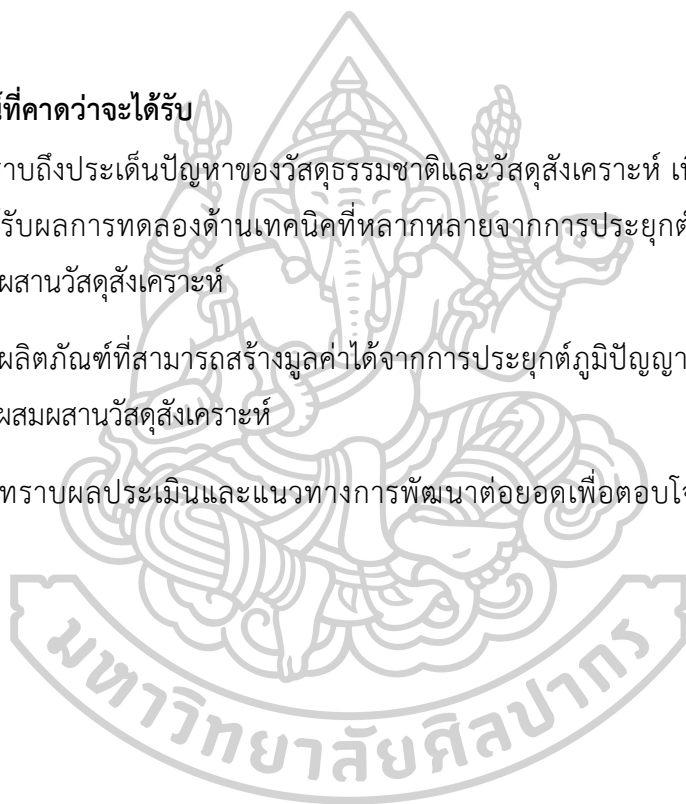 ที่คาดว่าจะได้รับ
าบถึงประเด็นปัญหาของวัสดุธรรมชาติและวัสดุสังเคราะห์
รับผลการทดลองด้านเทคนิคที่หลากหลายจากการประยุกต์
ผสานวัสดุสังเคราะห์
ผลิตภัณฑ์ที่สามารถสร้างมูลค่าได้จากการประยุกต์ภูมิปัญญา
ผสมผสานวัสดุสังเคราะห์
ทราบผลประเมินและแนวทางการพัฒนาต่อยอดเพื่อตอบโจ
มหาวิทยาลัยศิลปากร